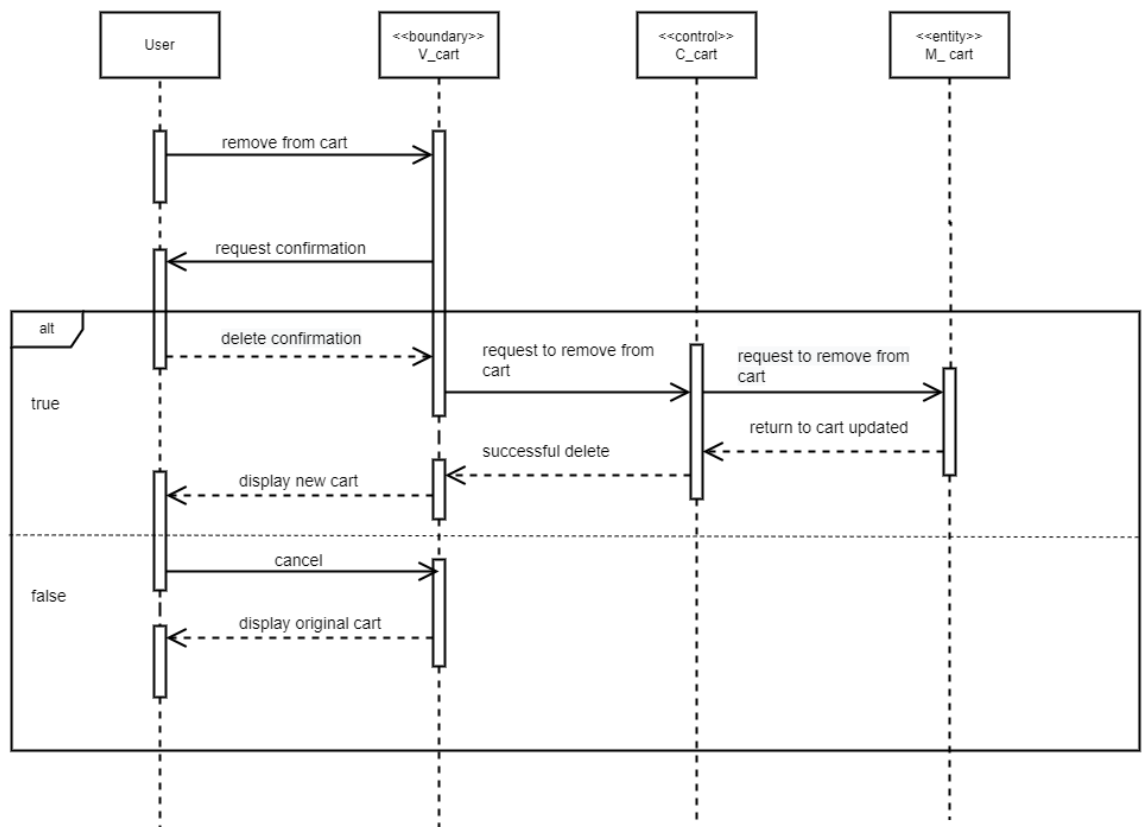 User
<<boundary>>
V_cart
<<control>>
C_cart
<<entity>>
M_ cart
remove from cart
request confirmation
alt
delete confirmation
request to remove from
cart
request to remove from
cart
true
return to cart updated
successful delete
display new cart
cancel
false
display original cart